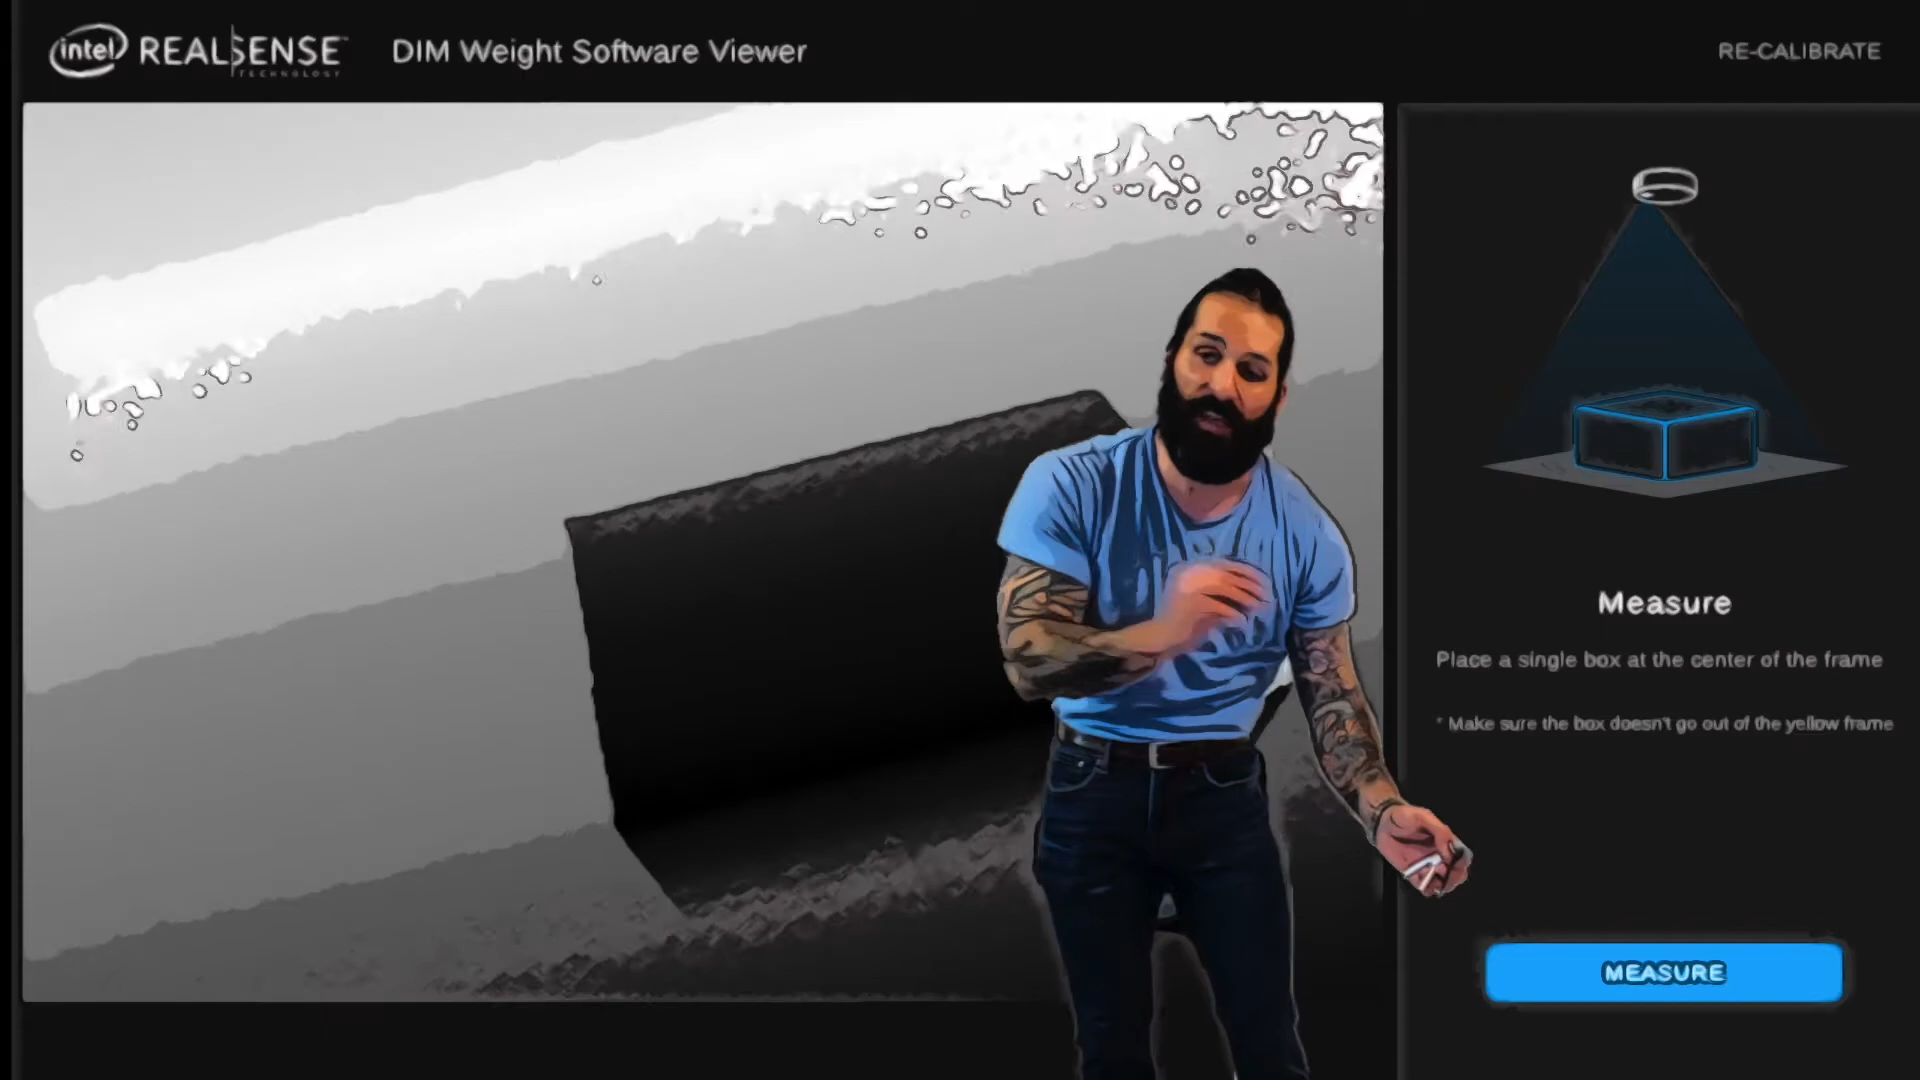 intel REALSENSE
TECHNOLOGY
DIM Weight Software Viewer
RE-CALIBRATE
Measure
Place a single box at the center of the frame
* Make sure the box doesn't go out of the yellow frame
MEASURE